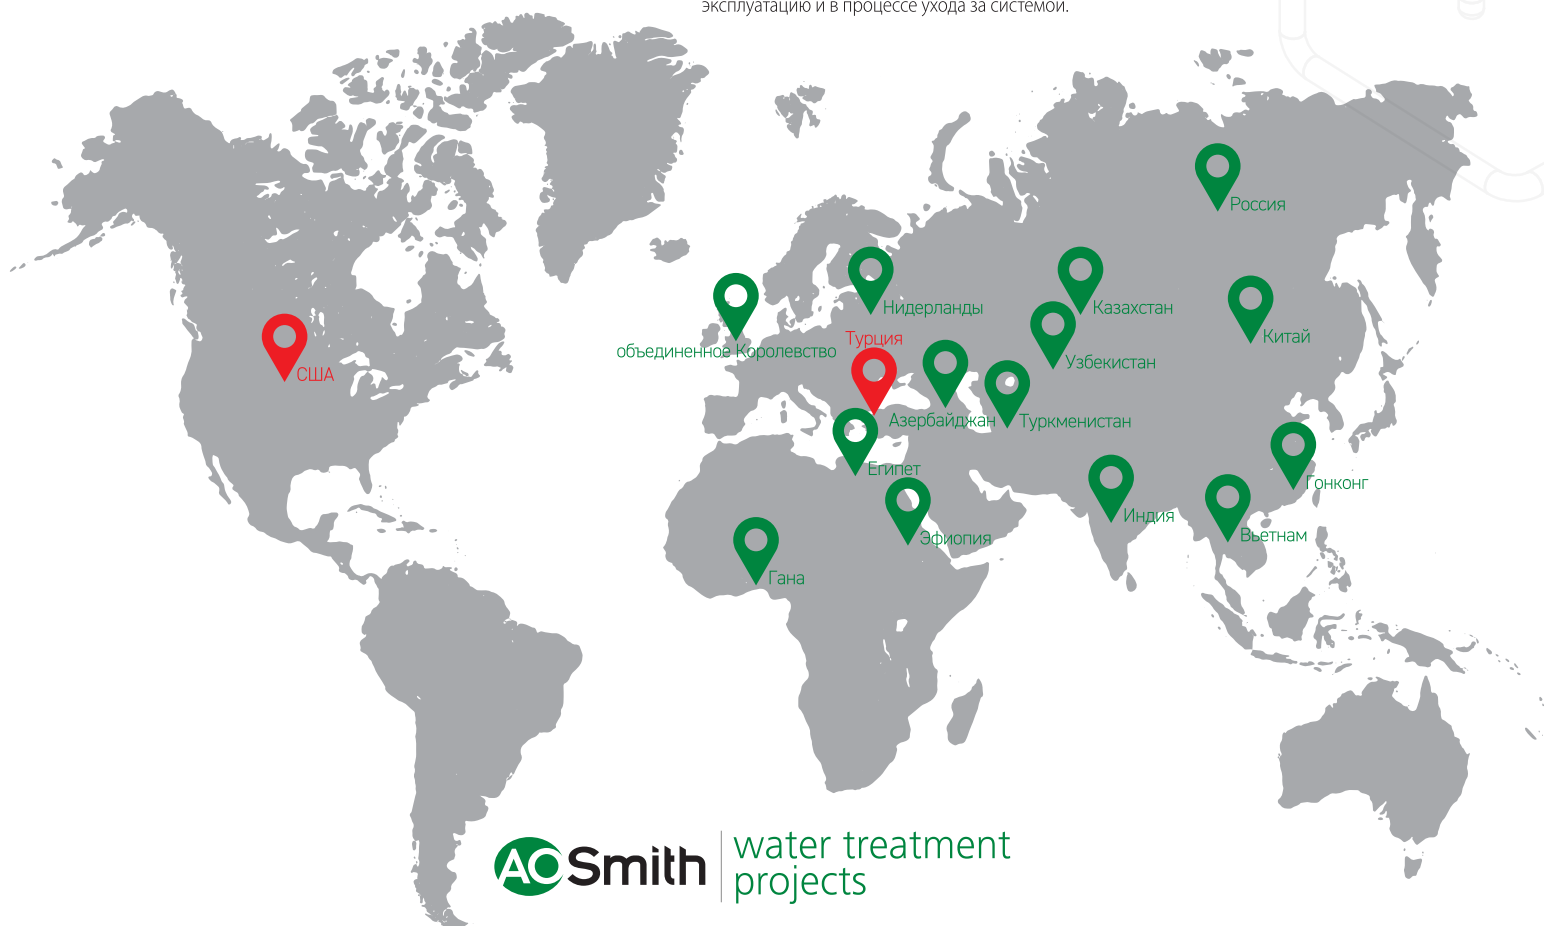 эксплуатацию и в процессе ухода за системой.
Россия
Нидерланды
Казахстан
Китай
Турция
объединенное Королевство
Узбекистан
США
Азербайджан
Туркменистан
Египет
Гонконг
Индия
Вьетнам
Эфиопия
Гана
AO Smith
water treatment
projects